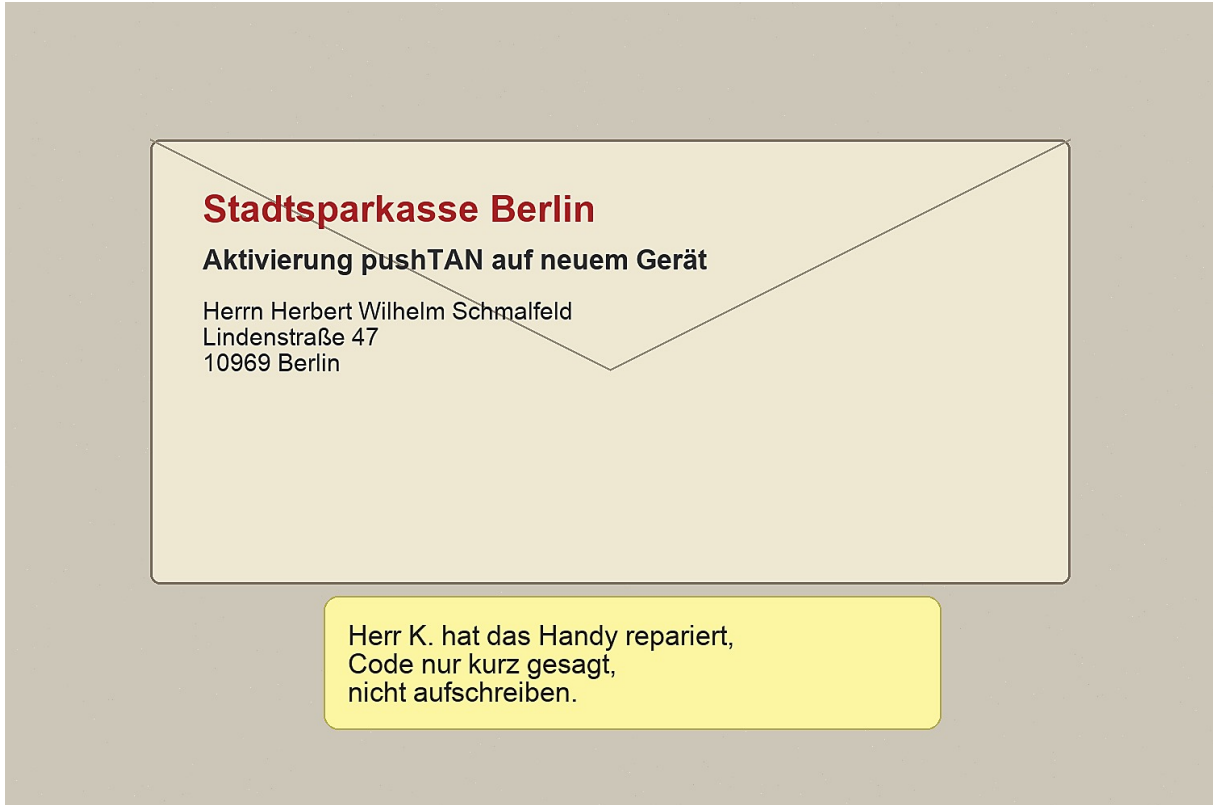 Stadtsparkasse Berlin
Aktivierung pushTAN auf neuem Gerät
Herrn Herbert Wilhelm Schmalfeld
Lindenstraße 47
10969 Berlin
Herr K. hat das Handy repariert,
Code nur kurz gesagt,
nicht aufschreiben.